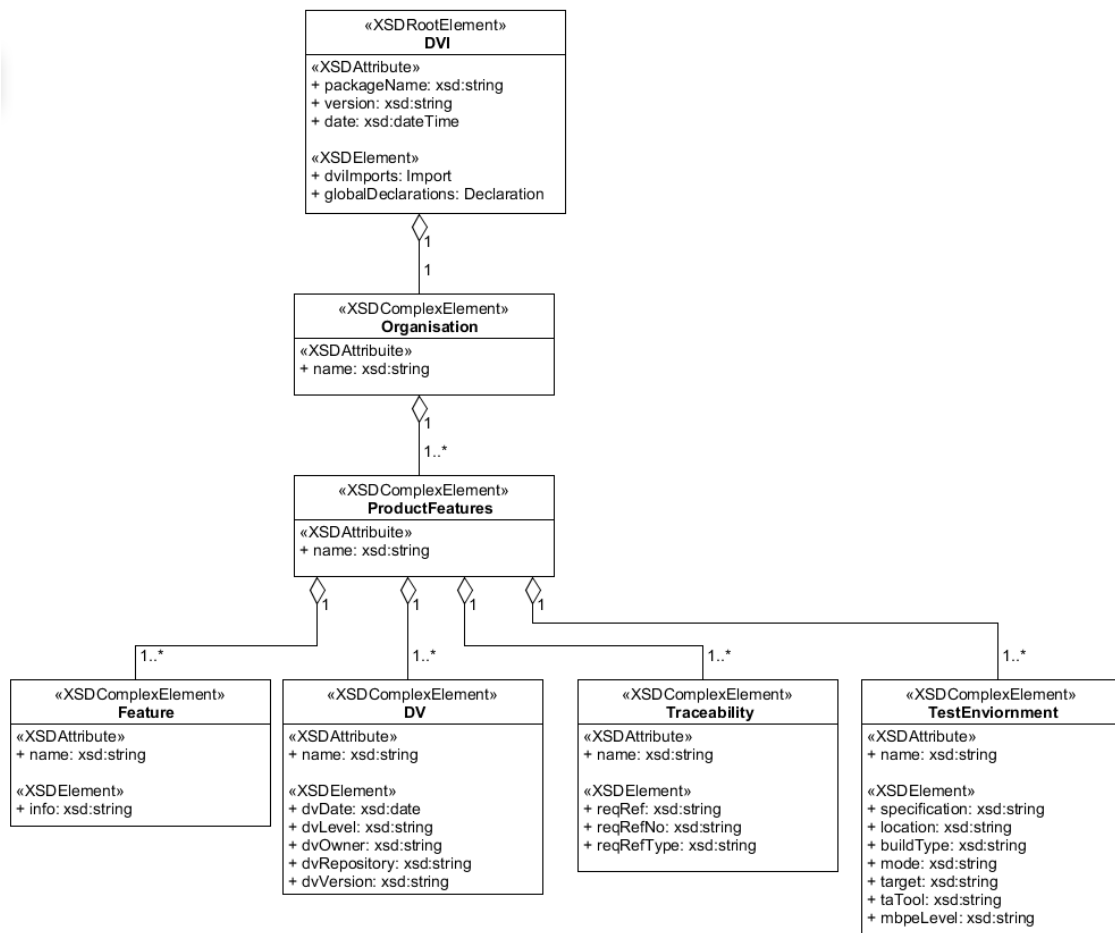 «XSDRootElement»
DVI
«XSDAttribute»
+ packageName: xsd:string
+ version: xsd:string
+ date: xsd:dateTime
«XSDElement»
+ dviImports: Import
+ globalDeclarations: Declaration
1
1
«XSDComplexElement»
Organisation
«XSDAttribuite»
+ name: xsd:string
1
1..*
«XSDComplexElement»
ProductFeatures
«XSDAttribuite»
+ name: xsd:string
1
1
1
1
1..*
1..*
1..*
1..*
«XSDComplexElement»
Feature
«XSDAttribute»
+ name: xsd:string
«XSDElement»
+ info: xsd:string
«XSDComplexElement»
DV
«XSDAttribute»
+ name: xsd:string
«XSDElement»
+ dvDate: xsd:date
+ dvLevel: xsd:string
+ dvOwner: xsd:string
+ dvRepository: xsd:string
+ dvVersion: xsd:string
«XSDComplexElement»
Traceability
«XSDAttribute»
+ name: xsd:string
«XSDElement»
+ reqRef: xsd:string
+ reqRefNo: xsd:string
+ reqRefType: xsd:string
«XSDComplexElement»
TestEnviornment
«XSDAttribute»
+ name: xsd:string
«XSDElement»
+ specification: xsd:string
+ location: xsd:string
+ buildType: xsd:string
+ mode: xsd:string
+ target: xsd:string
+ taTool: xsd:string
+ mbpeLevel: xsd:string